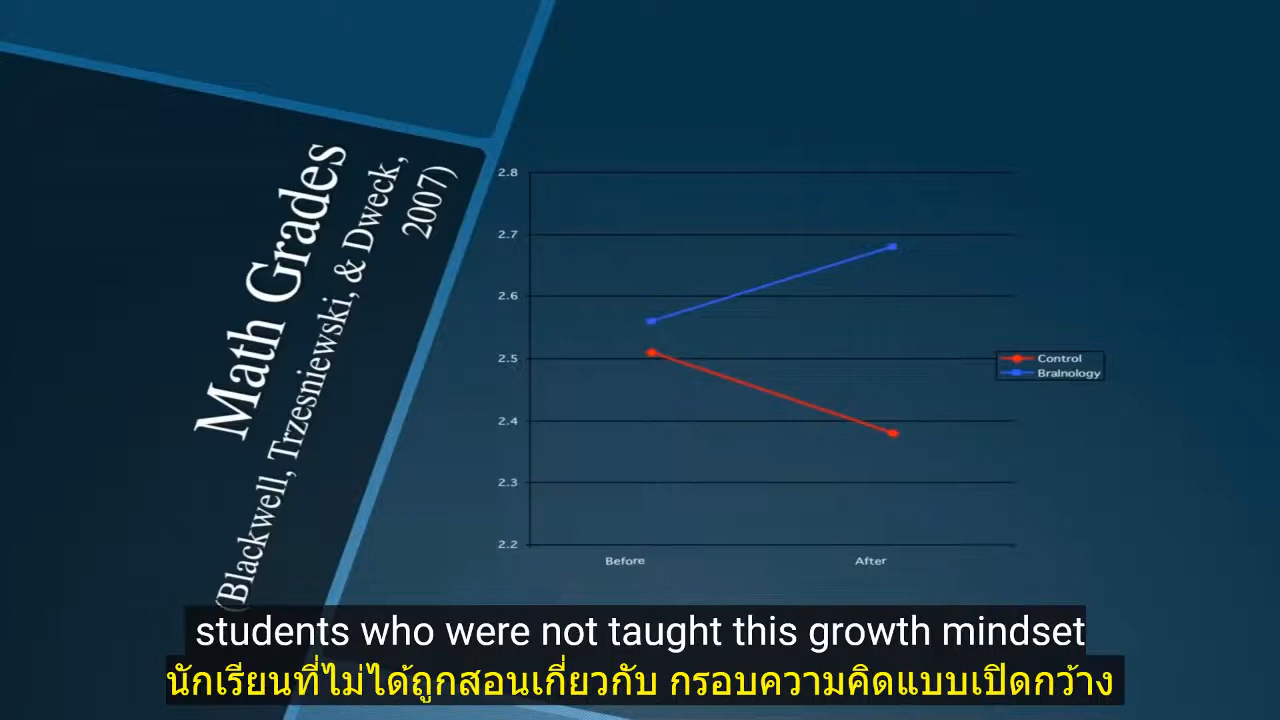 Math Grades
(Blackwell, Trzesniewski, & Dweck,
2007)
2.8
2.7
2.6
2.5
2.4
2.3
2.2
Before
After
Control
BraInology
students who were not taught this growth mindset
นักเรียนที่ไม่ได้ถูกสอนเกี่ยวกับ กรอบความคิดแบบเปิดกว้าง